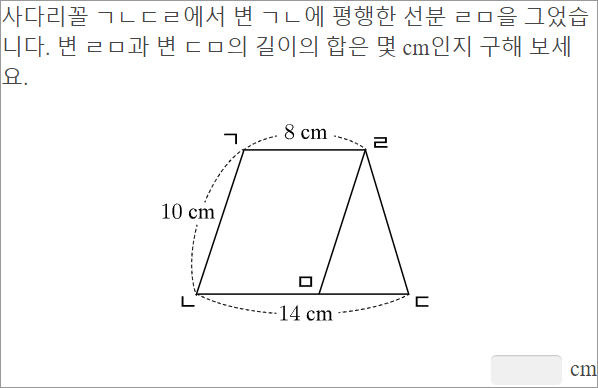 사다리꼴 ㄱㄴㄷㄹ에서 변 ㄱㄴ에 평행한 선분 ㄹㅁ을 그었습
니다. 변 ㄹㅁ과 변 ㄷㅁ의 길이의 합은 몇 cm인지 구해 보세
요.
8 cm
ㄱ
ㄹ
10 cm
ㅁ
ㄴ
ㄷ
14 cm
cm